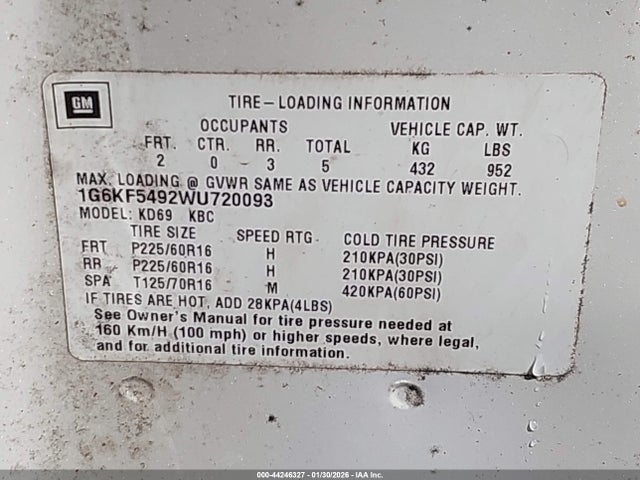 GM
TIRE-LOADING INFORMATION
OCCUPANTS VEHICLE CAP. WT.
FRT. CTR. RR. TOTAL KG LBS
2 0 3 5 432 952
MAX. LOADING @ GVWR SAME AS VEHICLE CAPACITY WEIGHT.
1G6KF5492WU720093
MODEL: KD69 KBC
TIRE SIZE SPEED RTG COLD TIRE PRESSURE
FRT P225/60R16 H 210KPA(30PSI)
RR P225/60R16 H 210KPA(30PSI)
SPA T125/70R16 M 420KPA(60PSI)
IF TIRES ARE HOT, ADD 28KPA(4LBS)
See Owner's Manual for tire pressure needed at
160 Km/H (100 mph) or higher speeds, where legal,
and for additional tire information.
000-44246327 - 01/30/2026 - IAA Inc.